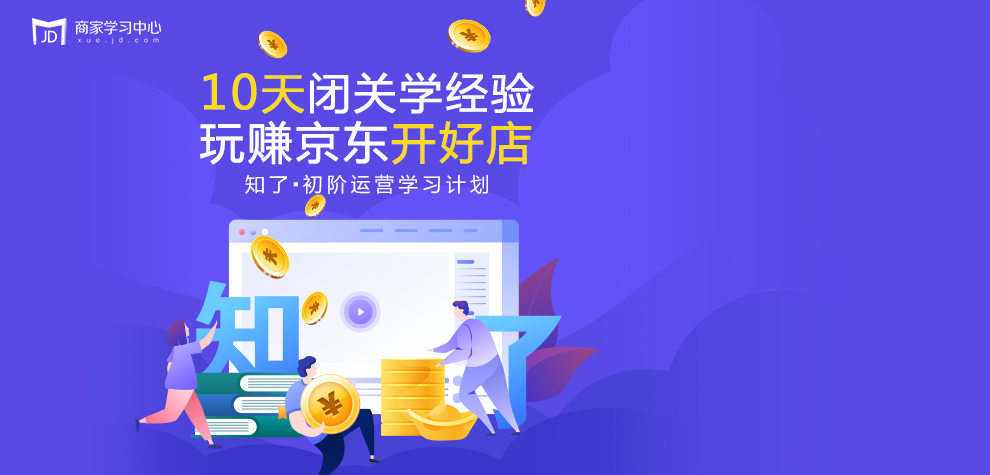 JD 商家学习中心
xue.jd.com
10天闭关学经验
玩赚京东开好店
知了·初阶运营学习计划
知了